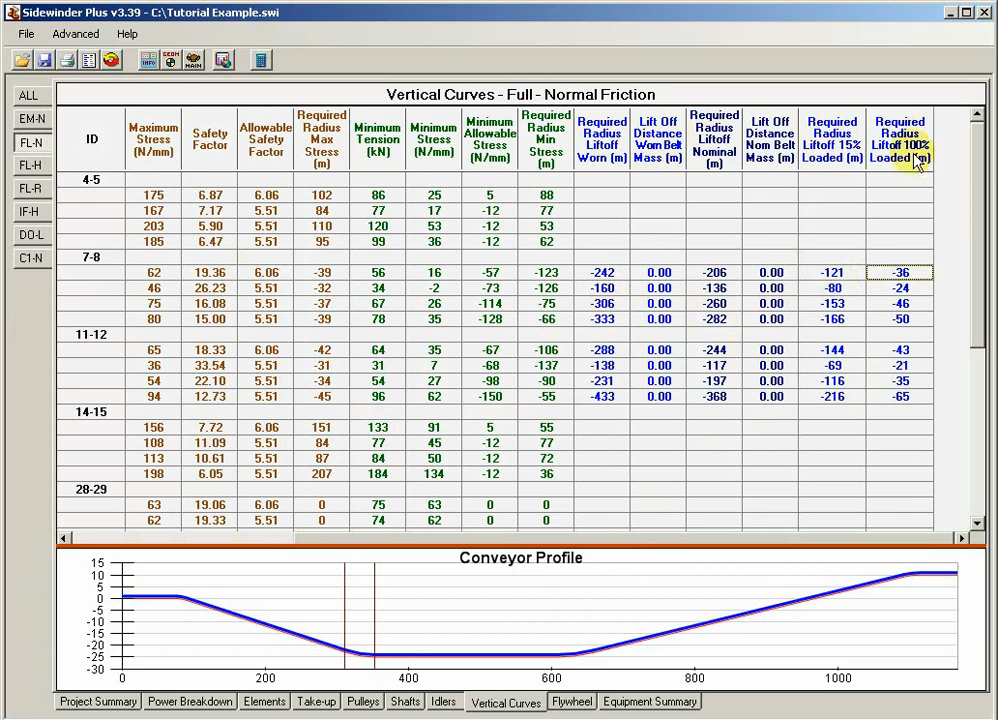 Sidewinder Plus v3.39 - C:\Tutorial Example.swi
File Advanced Help
INFO GEOM MAIN
Vertical Curves - Full - Normal Friction
ALL
EM-N
FL-N
FL-H
FL-R
IF-H
DO-L
C1-N
ID
Maximum Stress (N/mm)
Safety Factor
Allowable Safety Factor
Required Radius Max Stress (m)
Minimum Tension (kN)
Minimum Stress (N/mm)
Minimum Allowable Stress (N/mm)
Required Radius Min Stress (m)
Required Radius Liftoff Worn (m)
Lift Off Distance Worn Belt Mass (m)
Required Radius Liftoff Nominal (m)
Lift Off Distance Nom Belt Mass (m)
Required Radius Liftoff 15% Loaded (m)
Required Radius Liftoff 100% Loaded (m)
4-5
175 6.87 6.06 102 86 25 5 88
167 7.17 5.51 84 77 17 -12 77
203 5.90 5.51 110 120 53 -12 53
185 6.47 5.51 95 99 36 -12 62
7-8
62 19.36 6.06 -39 56 16 -57 -123 -242 0.00 -206 0.00 -121 -36
46 26.23 5.51 -32 34 -2 -73 -126 -160 0.00 -136 0.00 -80 -24
75 16.08 5.51 -39 67 26 -114 -75 -306 0.00 -260 0.00 -153 -46
80 15.00 5.51 -39 78 35 -128 -66 -333 0.00 -282 0.00 -166 -50
11-12
65 18.33 6.06 -42 64 35 -67 -106 -288 0.00 -244 0.00 -144 -43
36 33.54 5.51 -31 31 7 -68 -137 -138 0.00 -117 0.00 -69 -21
54 22.10 5.51 -34 54 27 -98 -90 -231 0.00 -197 0.00 -116 -35
94 12.73 5.51 -45 96 62 -150 -55 -433 0.00 -368 0.00 -216 -65
14-15
156 7.72 6.06 151 133 91 5 55
108 11.09 5.51 84 77 45 -12 77
113 10.61 5.51 87 84 50 -12 72
198 6.05 5.51 207 184 134 -12 36
28-29
63 19.06 6.06 0 75 63 0 0
62 19.33 5.51 0 74 62 0 0
Conveyor Profile
15
10
5
0
-5
-10
-15
-20
-25
-30
0 200 400 600 800 1000
Project Summary Power Breakdown Elements Take-up Pulleys Shafts Idlers Vertical Curves Flywheel Equipment Summary